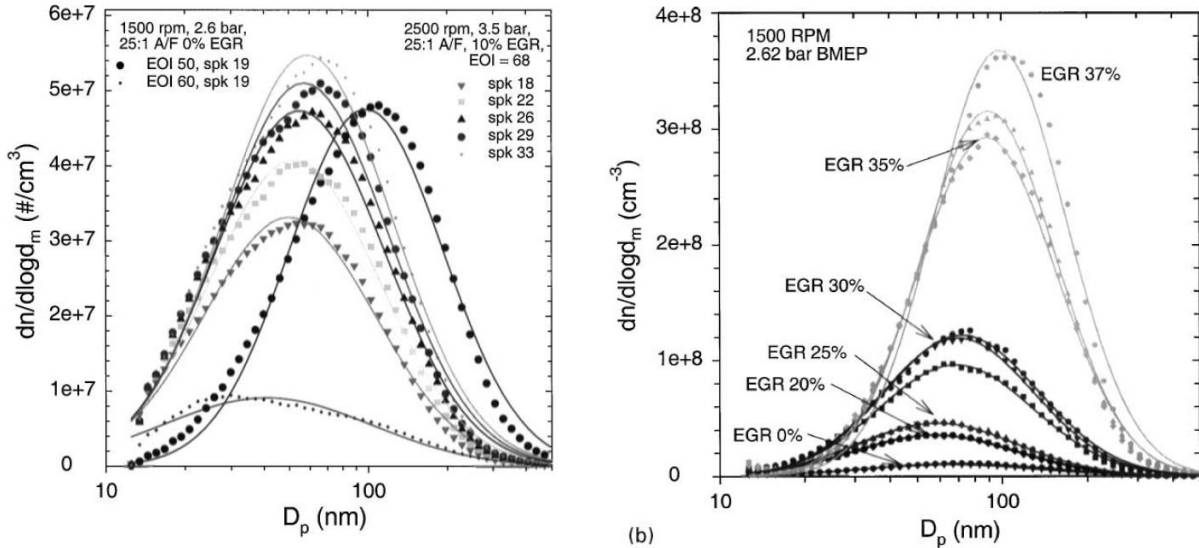 1500 rpm, 2.6 bar,
25:1 A/F 0% EGR
EOI 50, spk 19
EOI 60, spk 19
2500 rpm, 3.5 bar,
25:1 A/F, 10% EGR,
EOI = 68
spk 18
spk 22
spk 26
spk 29
spk 33
5e+7
4e+7
3e+7
2e+7
1e+7
0
dn/dlogd_m (#/cm³)
10
100
D_p (nm)
1500 RPM
2.62 bar BMEP
EGR 37%
EGR 35%
EGR 30%
EGR 25%
EGR 20%
EGR 0%
4e+8
3e+8
2e+8
1e+8
0
dn/dlogd_m (cm⁻³)
10
100
D_p (nm)
(b)